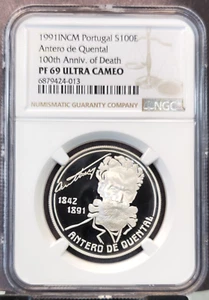 1991INCM Portugal S100E
Antero de Quental
100th Anniv. of Death
PF 69 ULTRA CAMEO
6879424-013
NUMISMATIC GUARANTY COMPANY
NGC
1842
1891
ANTERO DE QUENTAL